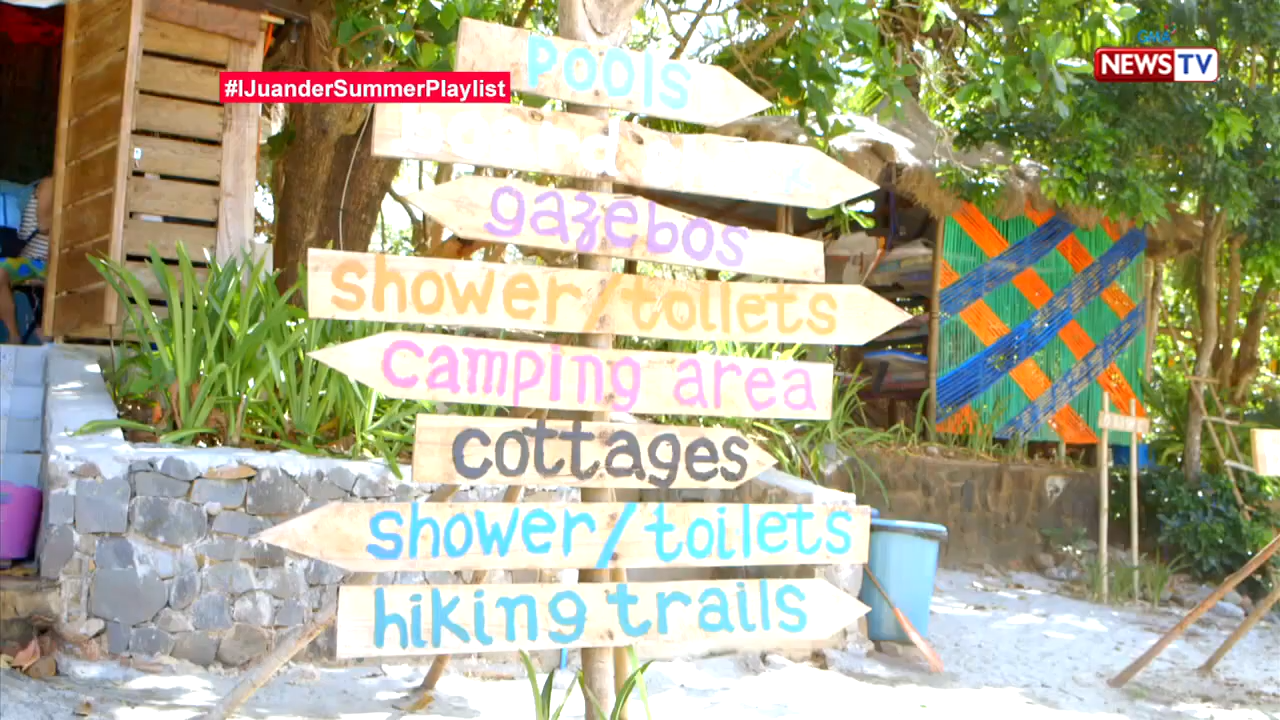 GMA
NEWS TV
#IJuanderSummerPlaylist
pools
gazebos
shower/toilets
camping area
cottages
shower/toilets
hiking trails